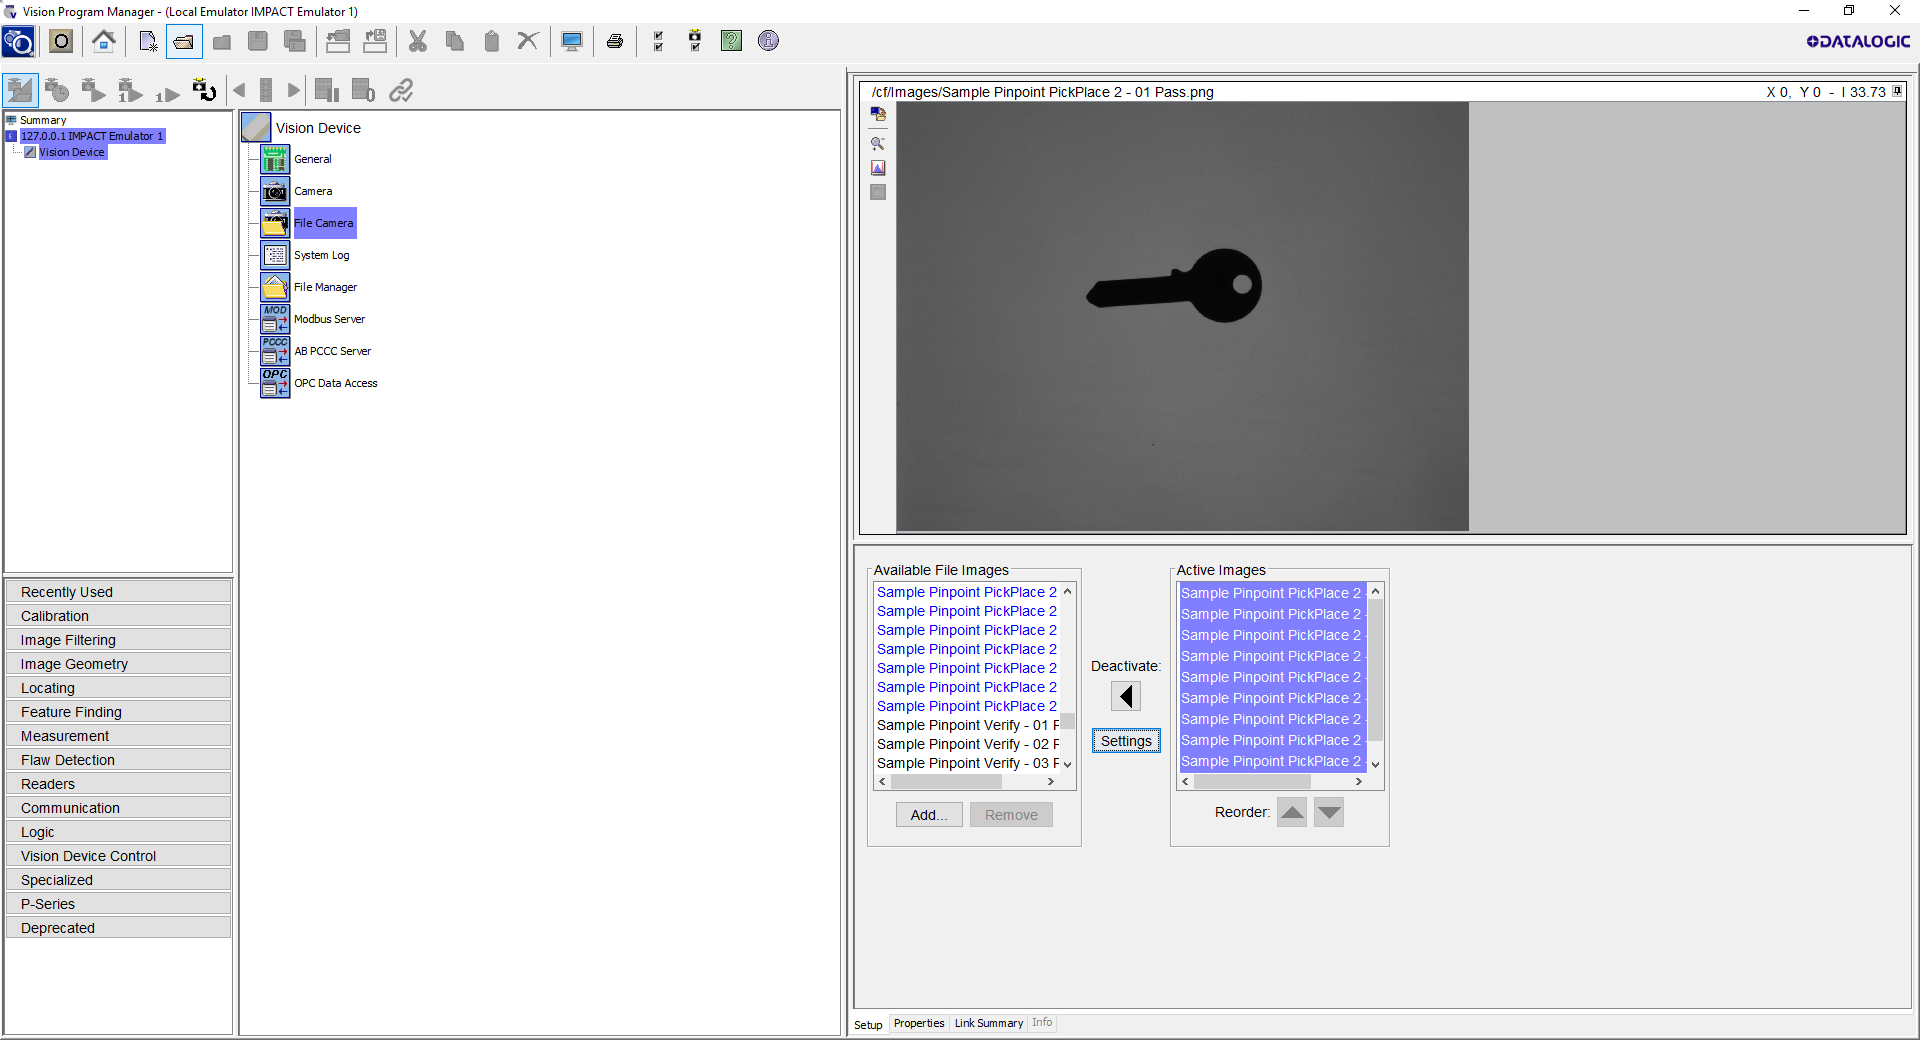 Vision Program Manager - (Local Emulator IMPACT Emulator 1)
DATALOGIC
Summary
127.0.0.1 IMPACT Emulator 1
Vision Device
Vision Device
General
Camera
File Camera
System Log
File Manager
MOD
Modbus Server
PCCC
AB PCCC Server
OPC
OPC Data Access
Recently Used
Calibration
Image Filtering
Image Geometry
Locating
Feature Finding
Measurement
Flaw Detection
Readers
Communication
Logic
Vision Device Control
Specialized
P-Series
Deprecated
/cf/Images/Sample Pinpoint PickPlace 2 - 01 Pass.png
X 0, Y 0 - I 33.73
Available File Images
Sample Pinpoint PickPlace 2
Sample Pinpoint PickPlace 2
Sample Pinpoint PickPlace 2
Sample Pinpoint PickPlace 2
Sample Pinpoint PickPlace 2
Sample Pinpoint PickPlace 2
Sample Pinpoint PickPlace 2
Sample Pinpoint Verify - 01 P
Sample Pinpoint Verify - 02 P
Sample Pinpoint Verify - 03 P
Add...
Remove
Deactivate:
Settings
Active Images
Sample Pinpoint PickPlace 2 -
Sample Pinpoint PickPlace 2 -
Sample Pinpoint PickPlace 2 -
Sample Pinpoint PickPlace 2 -
Sample Pinpoint PickPlace 2 -
Sample Pinpoint PickPlace 2 -
Sample Pinpoint PickPlace 2 -
Sample Pinpoint PickPlace 2 -
Sample Pinpoint PickPlace 2 -
Reorder:
Setup
Properties
Link Summary
Info